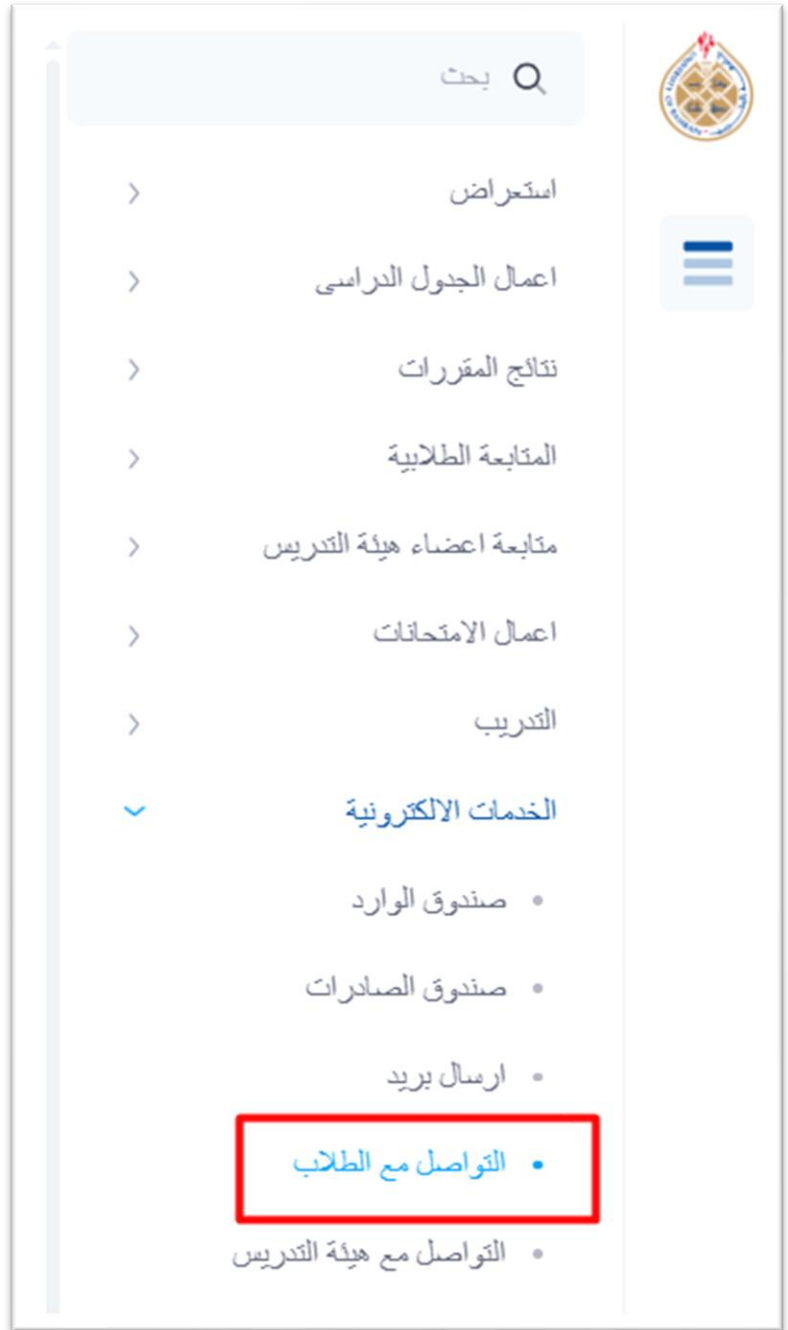 بحث
استعراض
اعمال الجدول الدراسى
نتائج المقررات
المتابعة الطلابية
متابعة اعضاء هيئة التدريس
اعمال الامتحانات
التدريب
الخدمات الالكترونية
صندوق الوارد
صندوق الصادرات
ارسال بريد
التواصل مع الطلاب
التواصل مع هيئة التدريس